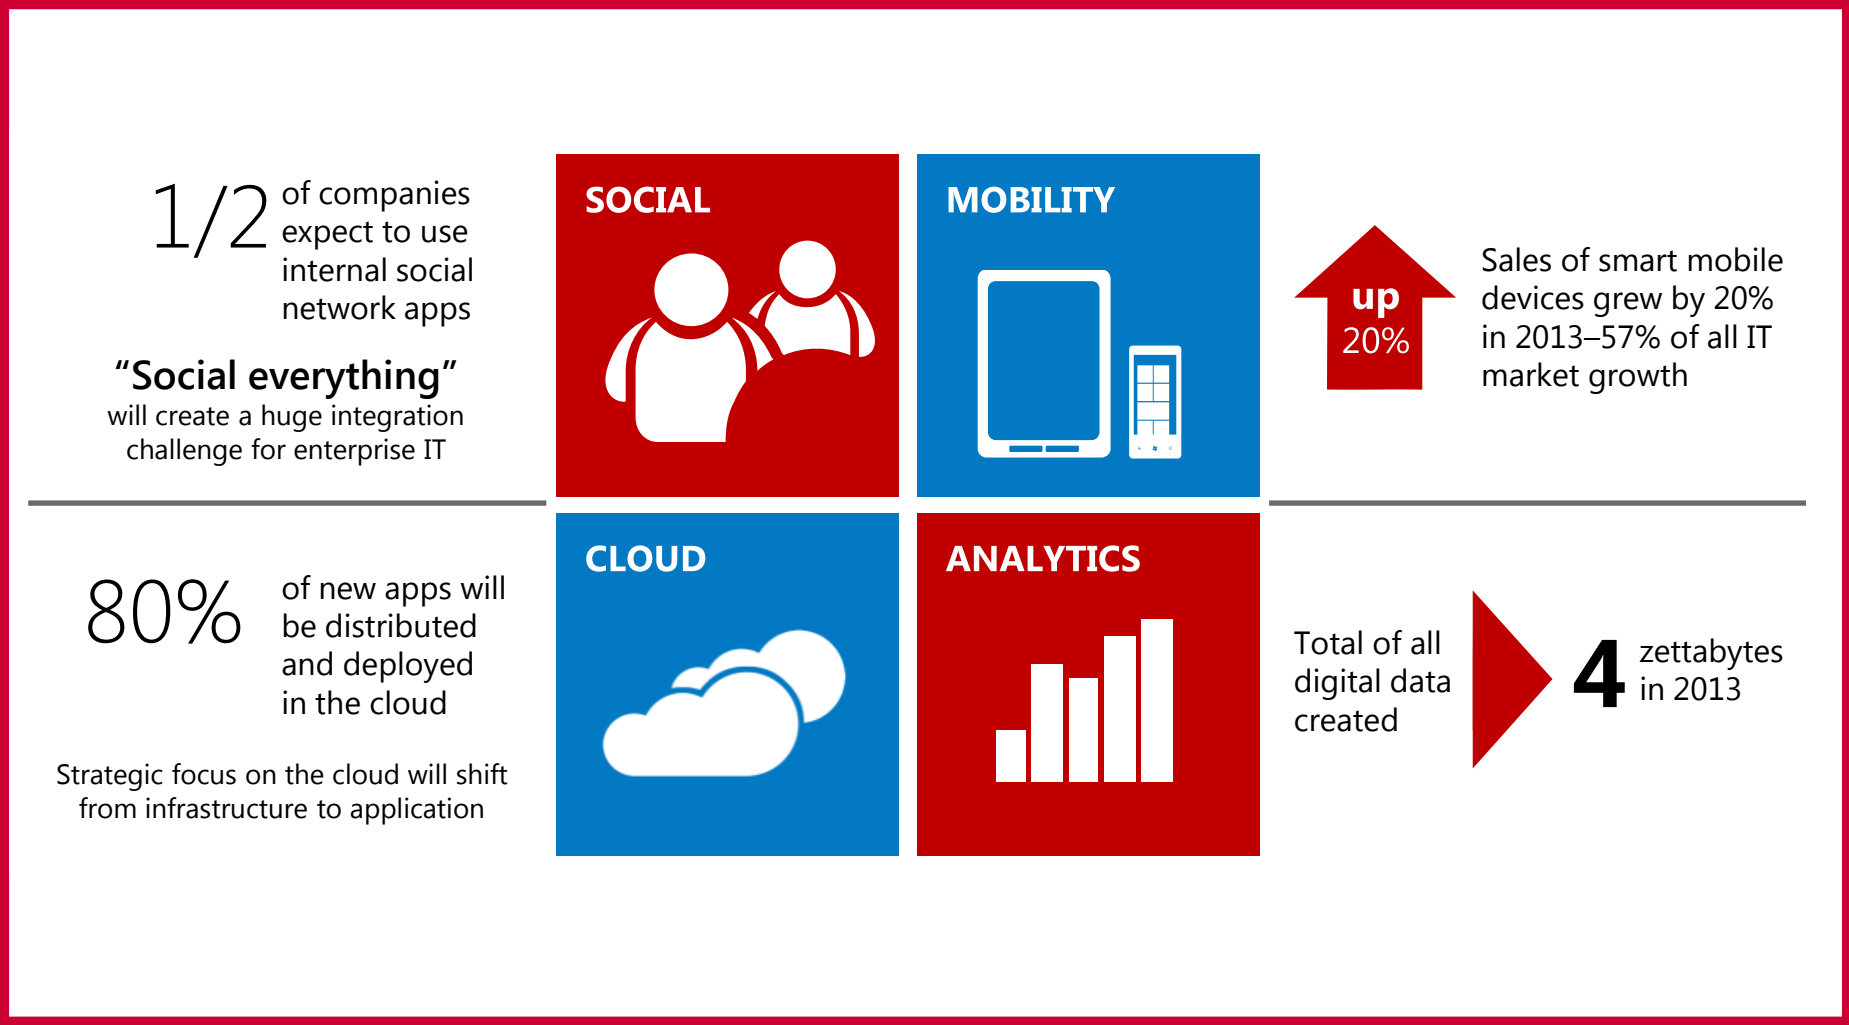 1/2
of companies
expect to use
internal social
network apps
“Social everything”
will create a huge integration
challenge for enterprise IT
SOCIAL
MOBILITY
up
20%
Sales of smart mobile
devices grew by 20%
in 2013–57% of all IT
market growth
80%
of new apps will
be distributed
and deployed
in the cloud
Strategic focus on the cloud will shift
from infrastructure to application
CLOUD
ANALYTICS
Total of all
digital data
created
4
zettabytes
in 2013